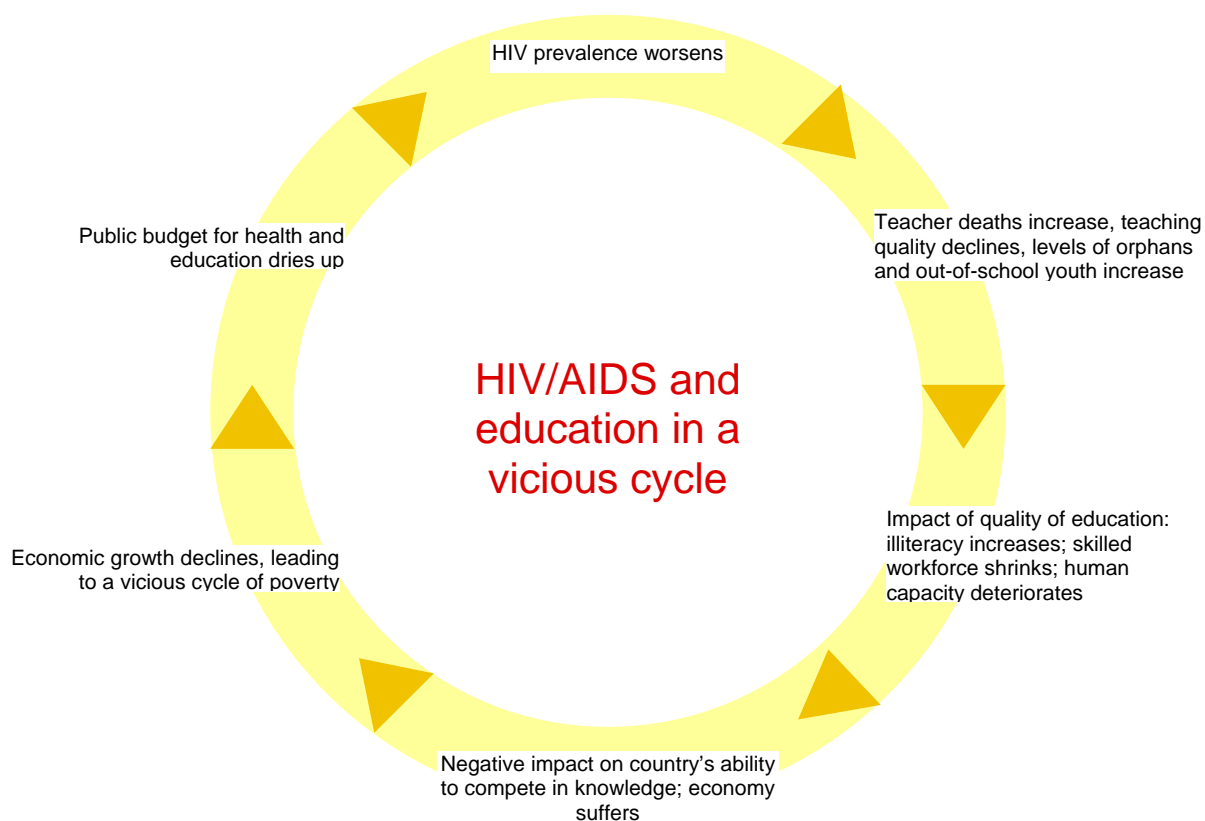 HIV prevalence worsens
Teacher deaths increase, teaching
quality declines, levels of orphans
and out-of-school youth increase
Impact of quality of education:
illiteracy increases; skilled
workforce shrinks; human
capacity deteriorates
Negative impact on country’s ability
to compete in knowledge; economy
suffers
Economic growth declines, leading
to a vicious cycle of poverty
Public budget for health and
education dries up
HIV/AIDS and
education in a
vicious cycle